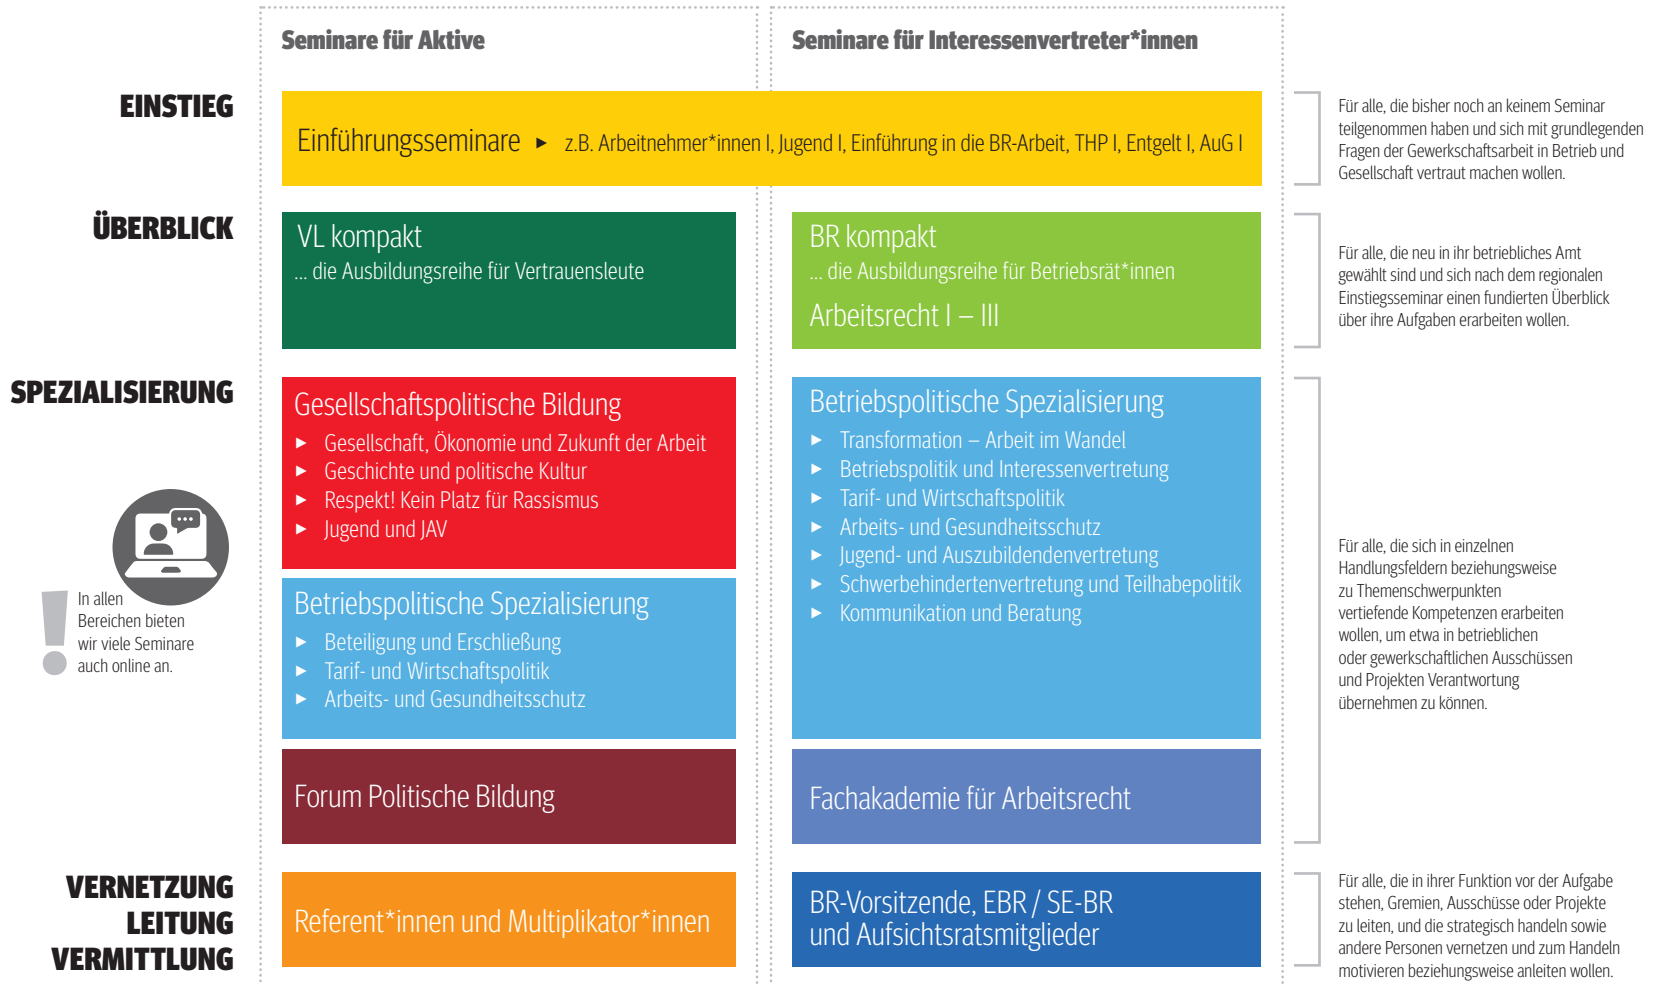 Seminare für Aktive
Seminare für Interessenvertreter*innen
EINSTIEG
Einführungsseminare ► z.B. Arbeitnehmer*innen I, Jugend I, Einführung in die BR-Arbeit, THP I, Entgelt I, AuG I
Für alle, die bisher noch an keinem Seminar
teilgenommen haben und sich mit grundlegenden
Fragen der Gewerkschaftsarbeit in Betrieb und
Gesellschaft vertraut machen wollen.
ÜBERBLICK
VL kompakt
... die Ausbildungsreihe für Vertrauensleute
BR kompakt
... die Ausbildungsreihe für Betriebsrät*innen
Arbeitsrecht I – III
Für alle, die neu in ihr betriebliches Amt
gewählt sind und sich nach dem regionalen
Einstiegsseminar einen fundierten Überblick
über ihre Aufgaben erarbeiten wollen.
SPEZIALISIERUNG
Gesellschaftspolitische Bildung
► Gesellschaft, Ökonomie und Zukunft der Arbeit
► Geschichte und politische Kultur
► Respekt! Kein Platz für Rassismus
► Jugend und JAV
Betriebspolitische Spezialisierung
► Beteiligung und Erschließung
► Tarif- und Wirtschaftspolitik
► Arbeits- und Gesundheitsschutz
Forum Politische Bildung
Betriebspolitische Spezialisierung
► Transformation – Arbeit im Wandel
► Betriebspolitik und Interessenvertretung
► Tarif- und Wirtschaftspolitik
► Arbeits- und Gesundheitsschutz
► Jugend- und Auszubildendenvertretung
► Schwerbehindertenvertretung und Teilhabepolitik
► Kommunikation und Beratung
Fachakademie für Arbeitsrecht
Für alle, die sich in einzelnen
Handlungsfeldern beziehungsweise
zu Themenschwerpunkten
vertiefende Kompetenzen erarbeiten
wollen, um etwa in betrieblichen
oder gewerkschaftlichen Ausschüssen
und Projekten Verantwortung
übernehmen zu können.
! In allen
Bereichen bieten
wir viele Seminare
auch online an.
VERNETZUNG
LEITUNG
VERMITTLUNG
Referent*innen und Multiplikator*innen
BR-Vorsitzende, EBR / SE-BR
und Aufsichtsratsmitglieder
Für alle, die in ihrer Funktion vor der Aufgabe
stehen, Gremien, Ausschüsse oder Projekte
zu leiten, und die strategisch handeln sowie
andere Personen vernetzen und zum Handeln
motivieren beziehungsweise anleiten wollen.